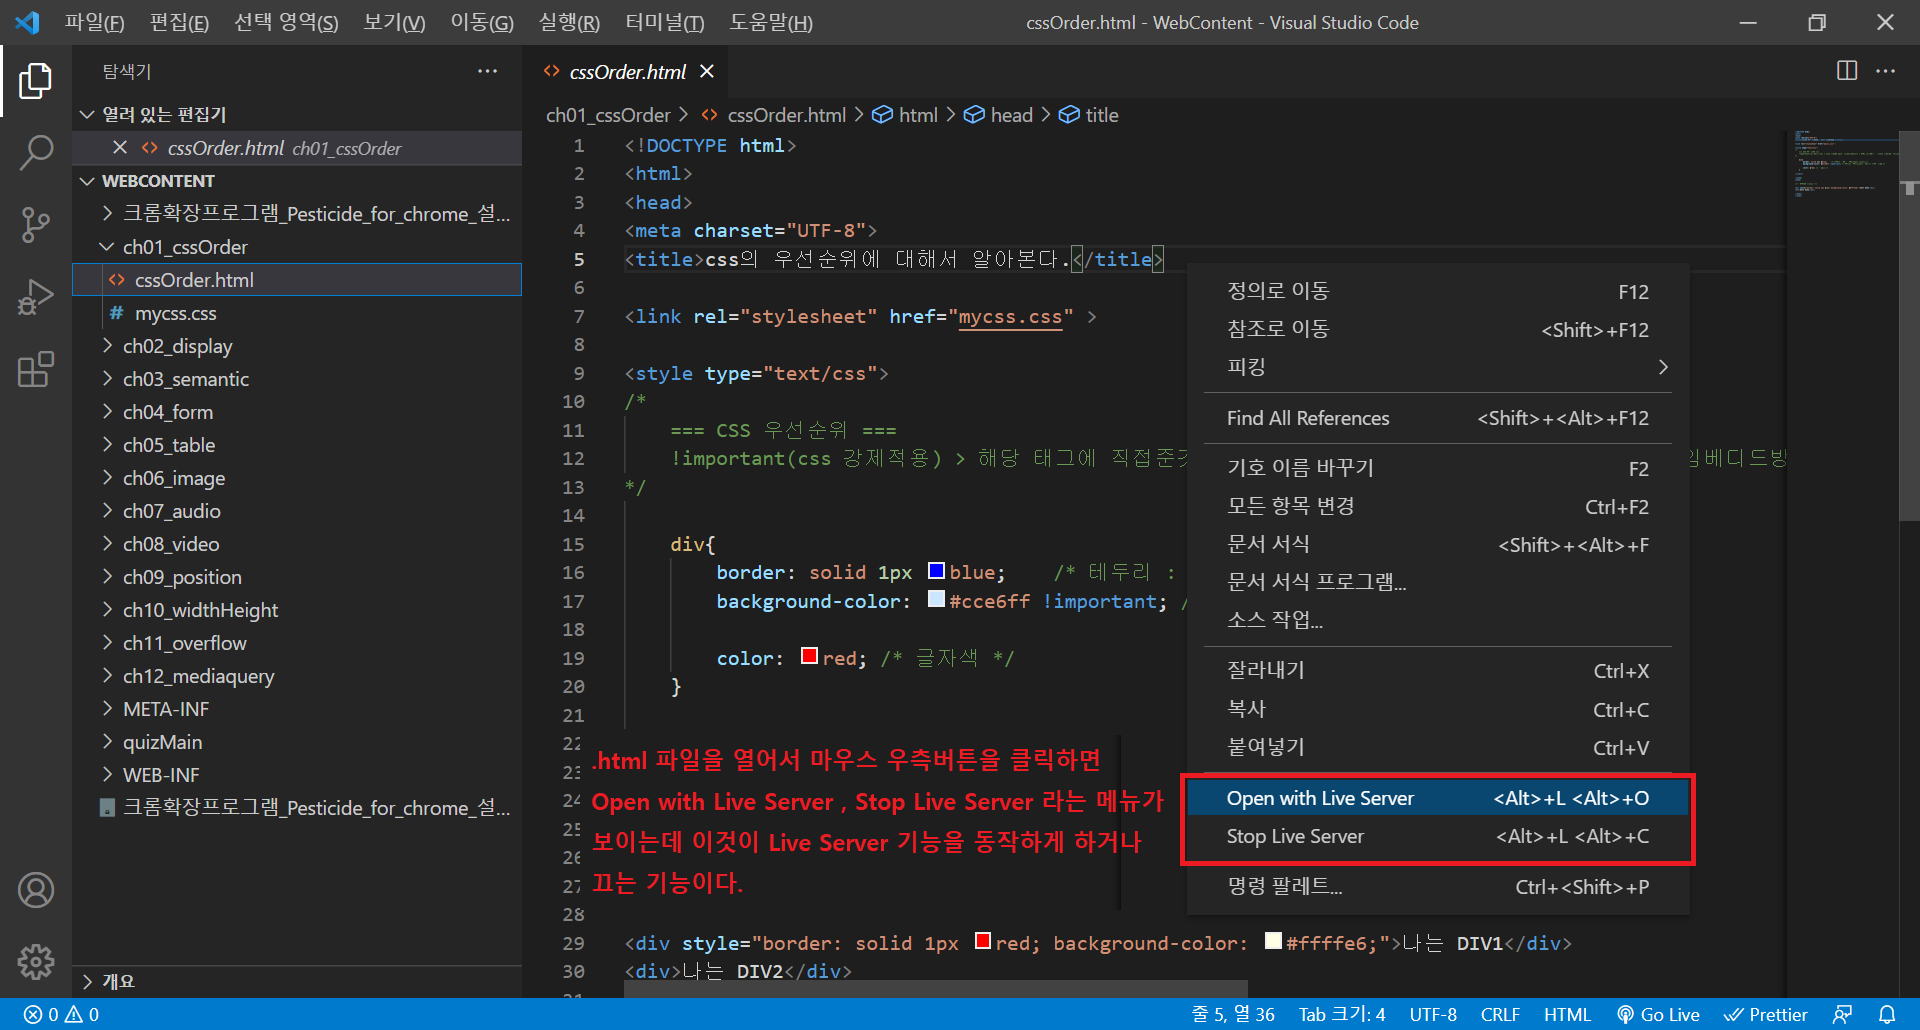 파일(F) 편집(E) 선택 영역(S) 보기(V) 이동(G) 실행(R) 터미널(T) 도움말(H) cssOrder.html - WebContent - Visual Studio Code
탐색기
열려 있는 편집기
cssOrder.html ch01_cssOrder
WEBCONTENT
크롬확장프로그램_Pesticide_for_chrome_설...
ch01_cssOrder
cssOrder.html
# mycss.css
ch02_display
ch03_semantic
ch04_form
ch05_table
ch06_image
ch07_audio
ch08_video
ch09_position
ch10_widthHeight
ch11_overflow
ch12_mediaquery
META-INF
quizMain
WEB-INF
크롬확장프로그램_Pesticide_for_chrome_설...
개요
cssOrder.html
ch01_cssOrder > cssOrder.html > html > head > title
1 <!DOCTYPE html>
2 <html>
3 <head>
4 <meta charset="UTF-8">
5 <title>css의 우선순위에 대해서 알아본다.</title>
6
7 <link rel="stylesheet" href="mycss.css" >
8
9 <style type="text/css">
10 /*
11 === CSS 우선순위 ===
12 !important(css 강제적용) > 해당 태그에 직접준 임베디드방
13 */
14
15 div{
16 border: solid 1px blue; /* 테두리 :
17 background-color: #cce6ff !important; /
18
19 color: red; /* 글자색 */
20 }
21
22
23
24
25
26
27
28
29 <div style="border: solid 1px red; background-color: #ffffe6;">나는 DIV1</div>
30 <div>나는 DIV2</div>
.html 파일을 열어서 마우스 우측버튼을 클릭하면
Open with Live Server , Stop Live Server 라는 메뉴가
보이는데 이것이 Live Server 기능을 동작하게 하거나
끄는 기능이다.
정의로 이동 F12
참조로 이동 <Shift>+F12
피킹
Find All References <Shift>+<Alt>+F12
기호 이름 바꾸기 F2
모든 항목 변경 Ctrl+F2
문서 서식 <Shift>+<Alt>+F
문서 서식 프로그램...
소스 작업...
잘라내기 Ctrl+X
복사 Ctrl+C
붙여넣기 Ctrl+V
Open with Live Server <Alt>+L <Alt>+O
Stop Live Server <Alt>+L <Alt>+C
명령 팔레트... Ctrl+<Shift>+P
0 0 줄 5, 열 36 Tab 크기: 4 UTF-8 CRLF HTML Go Live Prettier